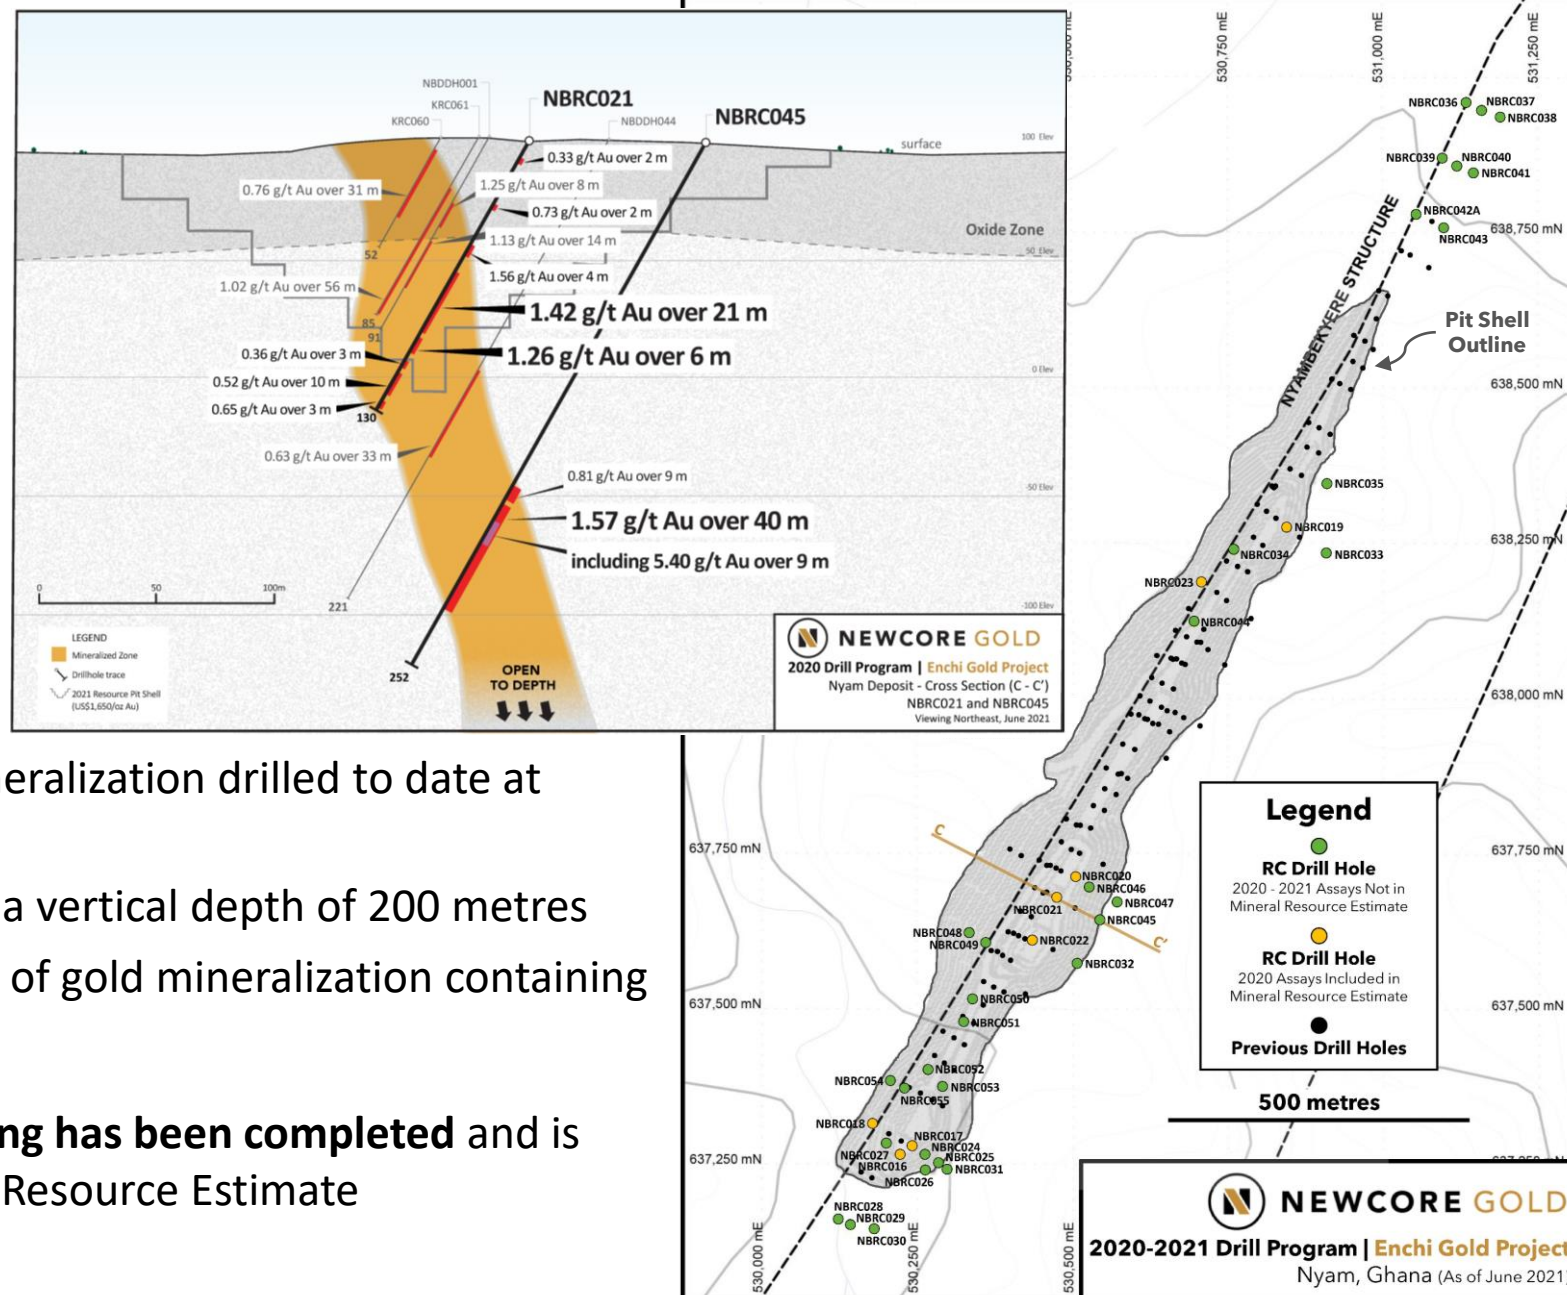 NBDDH001
KRC061
KRC060
NBRC021
NBDDH044
NBRC045
surface
100 Elev
0.33 g/t Au over 2 m
0.76 g/t Au over 31 m
1.25 g/t Au over 8 m
0.73 g/t Au over 2 m
Oxide Zone
1.13 g/t Au over 14 m
50 Elev
52
1.56 g/t Au over 4 m
1.02 g/t Au over 56 m
1.42 g/t Au over 21 m
85
91
0.36 g/t Au over 3 m
1.26 g/t Au over 6 m
0 Elev
0.52 g/t Au over 10 m
0.65 g/t Au over 3 m
130
0.63 g/t Au over 33 m
0.81 g/t Au over 9 m
-50 Elev
1.57 g/t Au over 40 m
including 5.40 g/t Au over 9 m
0 50 100m
221
-100 Elev
LEGEND
Mineralized Zone
Drillhole trace
2021 Resource Pit Shell
(US$1,650/oz Au)
252
OPEN
TO DEPTH
NEWCORE GOLD
2020 Drill Program | Enchi Gold Project
Nyam Deposit - Cross Section (C - C')
NBRC021 and NBRC045
Viewing Northeast, June 2021
neralization drilled to date at
a vertical depth of 200 metres
of gold mineralization containing
ng has been completed and is
Resource Estimate
530,750 mE
531,000 mE
531,250 mE
NBRC036
NBRC037
NBRC038
NBRC039
NBRC040
NBRC041
NBRC042A
NBRC043
638,750 mN
NYAMBEKYERE STRUCTURE
Pit Shell
Outline
638,500 mN
NBRC035
NBRC019
638,250 mN
NBRC034
NBRC033
NBRC023
NBRC044
638,000 mN
C
637,750 mN
637,750 mN
NBRC020
NBRC046
NBRC047
NBRC021
NBRC045
NBRC048
NBRC049
NBRC022
C'
NBRC032
637,500 mN
637,500 mN
NBRC050
NBRC051
NBRC052
NBRC054
NBRC053
NBRC055
NBRC018
NBRC017
NBRC024
NBRC027
NBRC025
637,250 mN
NBRC016
NBRC031
NBRC026
NBRC028
NBRC029
NBRC030
530,000 mE
530,250 mE
530,500 mE
Legend
RC Drill Hole
2020 - 2021 Assays Not in
Mineral Resource Estimate
RC Drill Hole
2020 Assays Included in
Mineral Resource Estimate
Previous Drill Holes
500 metres
NEWCORE GOLD
2020-2021 Drill Program | Enchi Gold Project
Nyam, Ghana (As of June 2021)